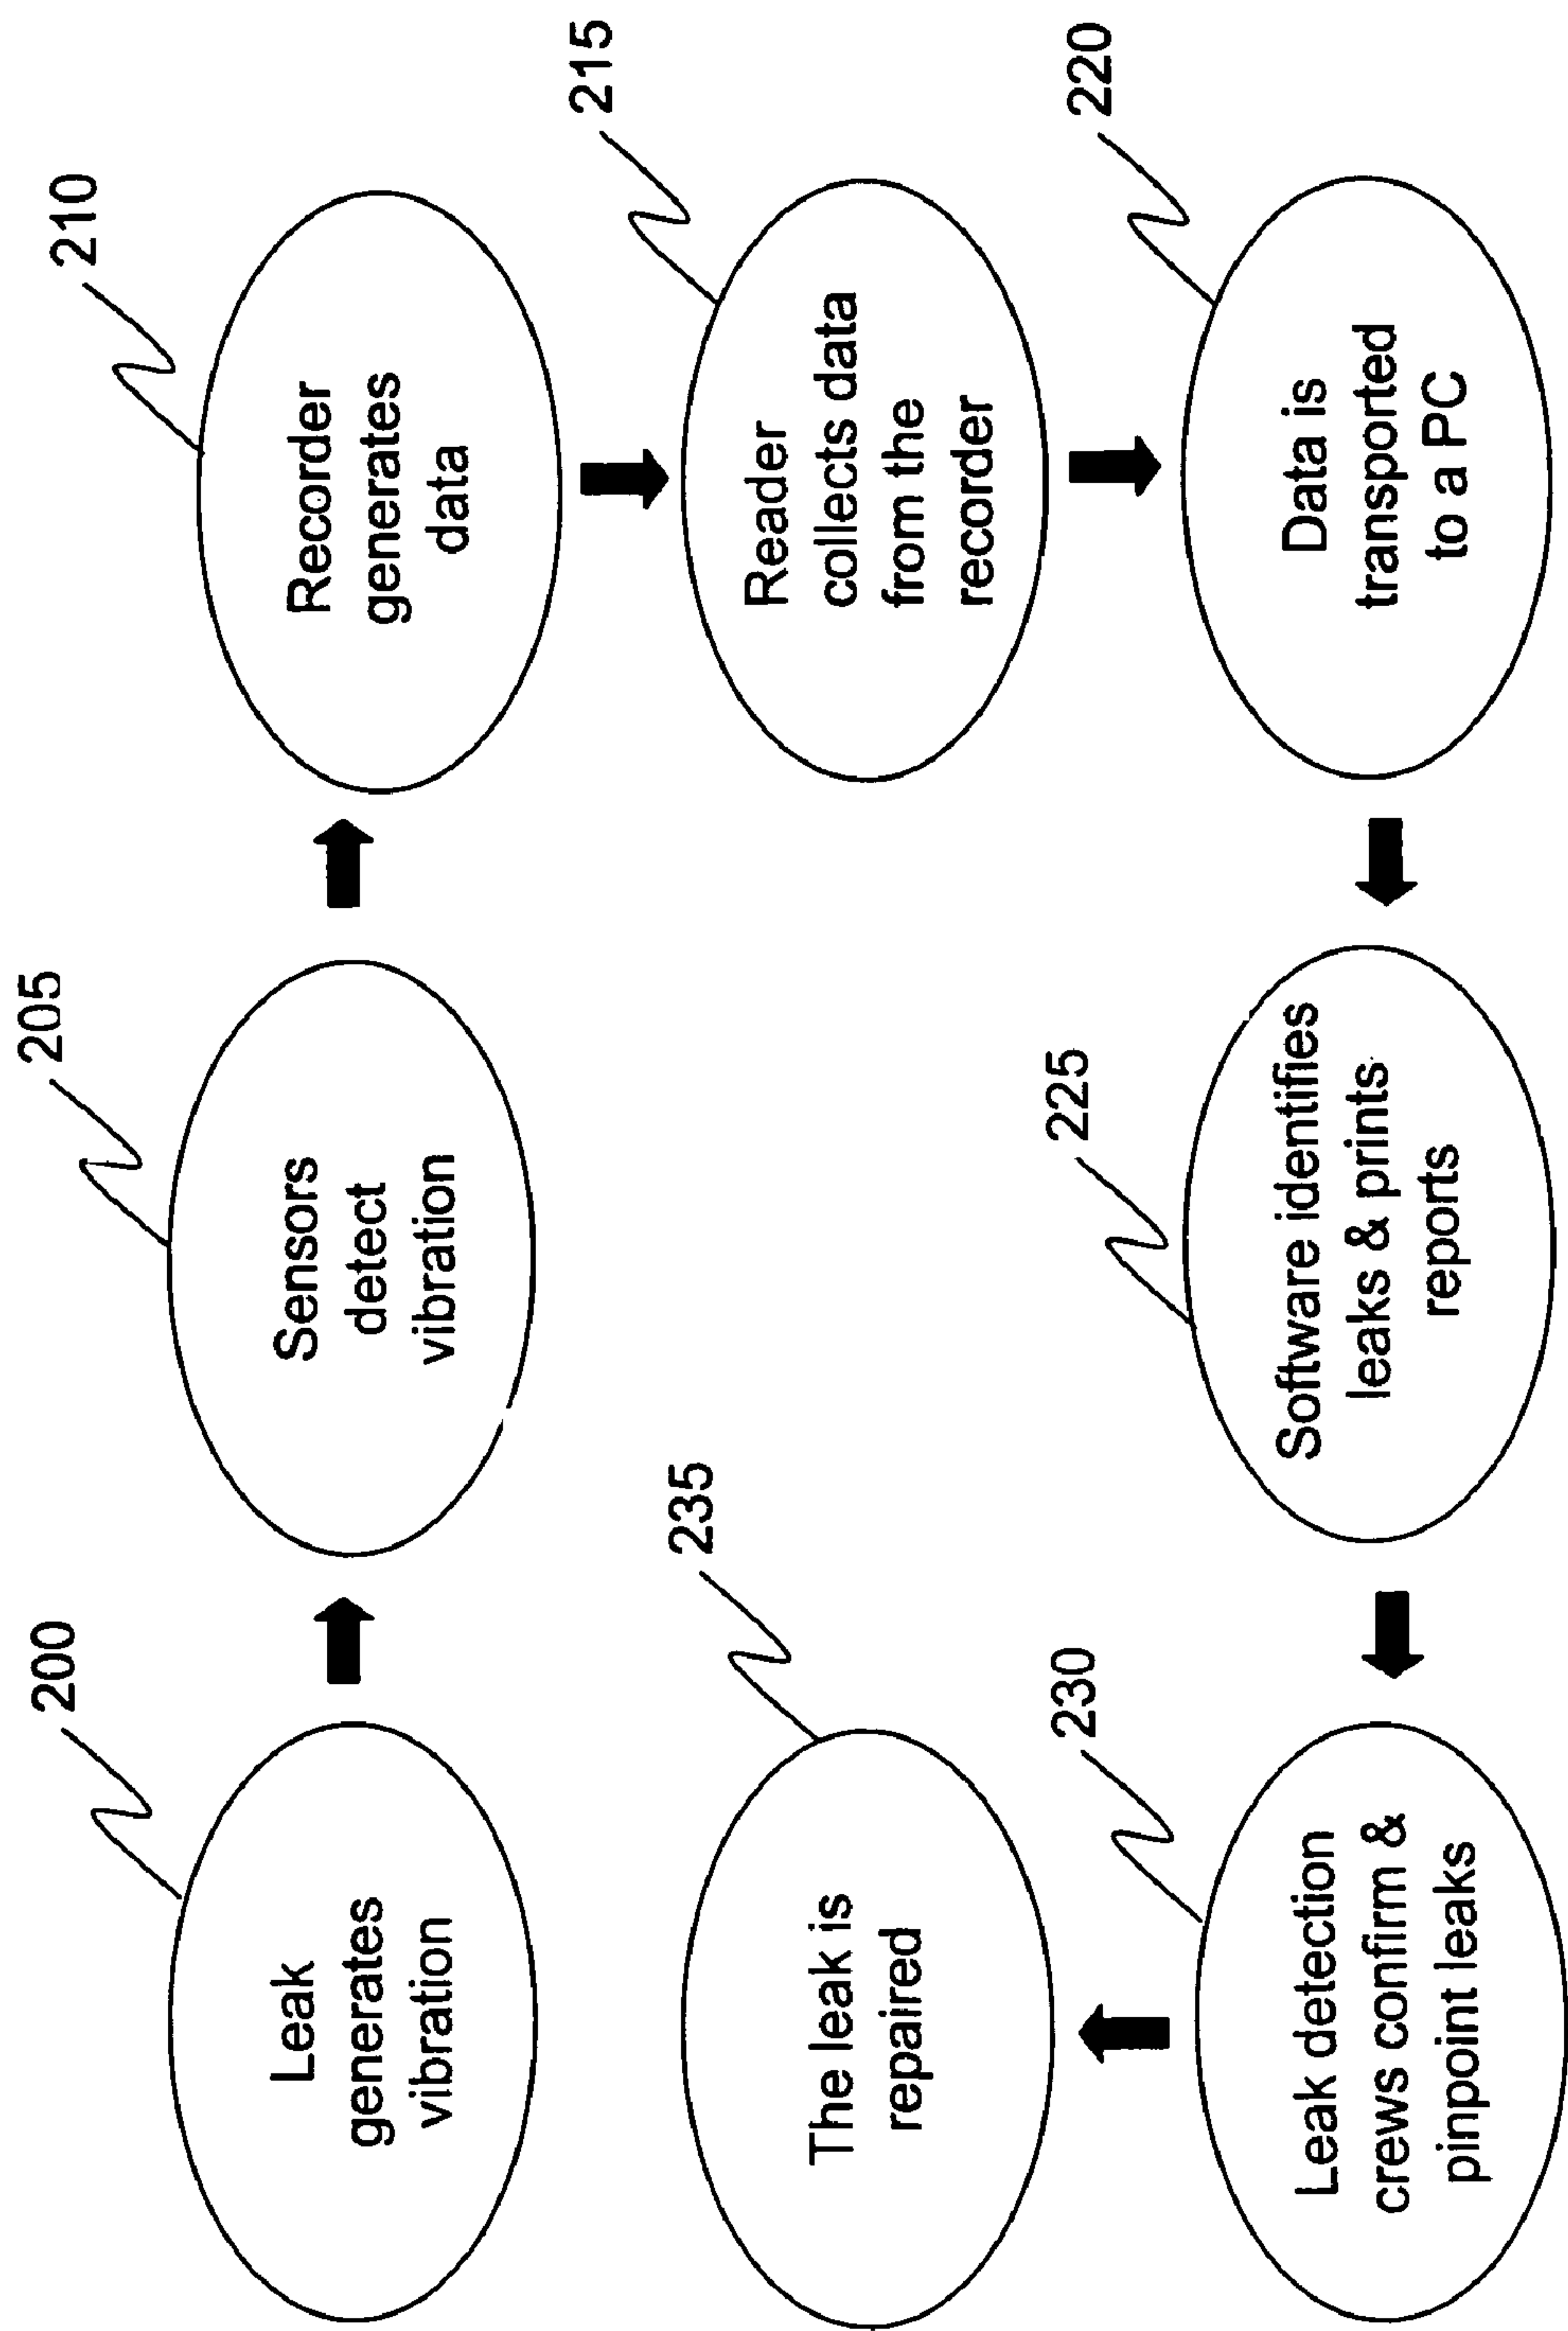 200
Leak
generates
vibration
205
Sensors
detect
vibration
210
Recorder
generates
data
215
Reader
collects data
from the
recorder
220
Data is
transported
to a PC
225
Software identifies
leaks & prints
reports
230
Leak detection
crews confirm &
pinpoint leaks
235
The leak is
repaired